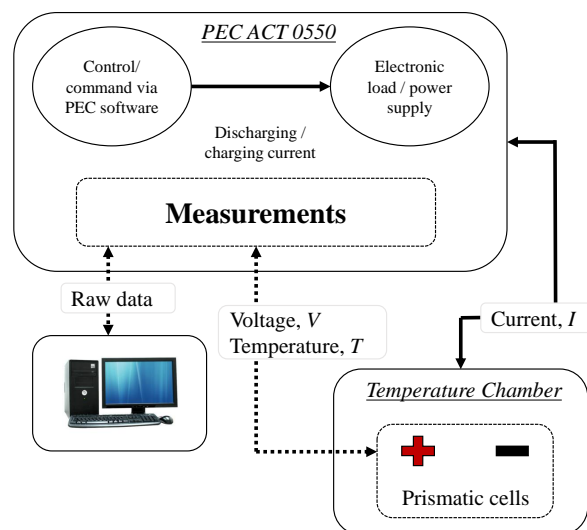 PEC ACT 0550
Control/
command via
PEC software
Electronic
load / power
supply
Discharging /
charging current
Measurements
Raw data
Voltage, V
Temperature, T
Current, I
Temperature Chamber
Prismatic cells